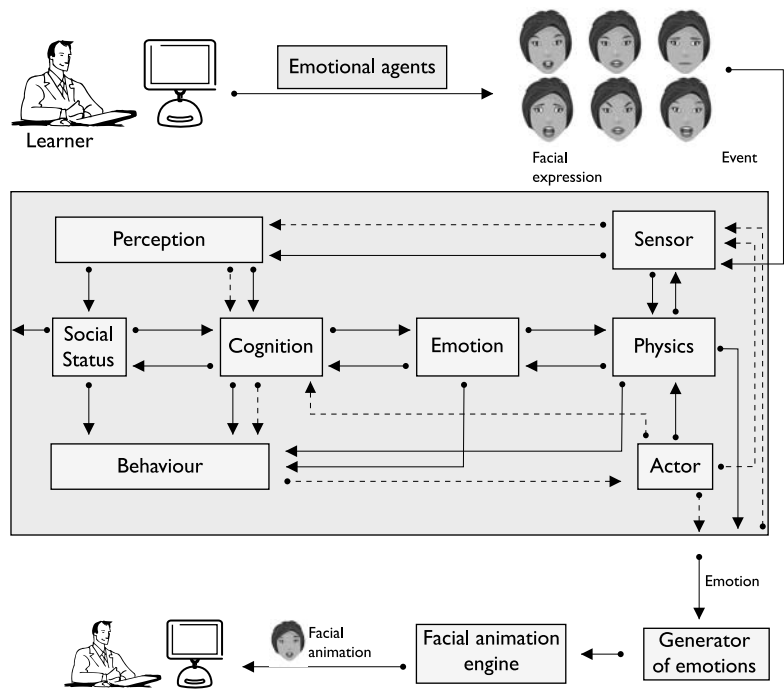 Emotional agents
Learner
Facial
expression
Event
Perception
Sensor
Social
Status
Cognition
Emotion
Physics
Behaviour
Actor
Emotion
Facial
animation
Facial animation
engine
Generator
of emotions